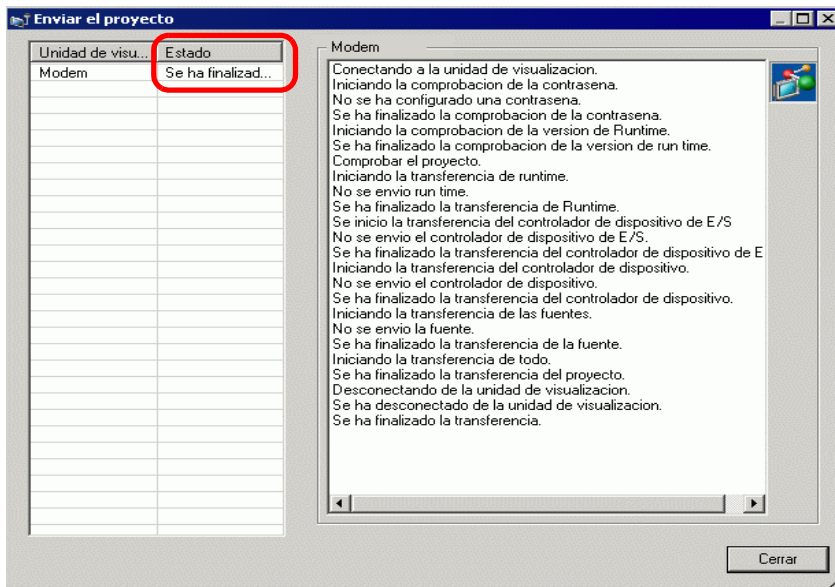 Enviar el proyecto
Unidad de visu... Estado
Modem Se ha finalizad...
Modem
Conectando a la unidad de visualizacion.
Iniciando la comprobacion de la contrasena.
No se ha configurado una contrasena.
Se ha finalizado la comprobacion de la contrasena.
Iniciando la comprobacion de la version de Runtime.
Se ha finalizado la comprobacion de la version de run time.
Comprobar el proyecto.
Iniciando la transferencia de runtime.
No se envio run time.
Se ha finalizado la transferencia de Runtime.
Se inicio la transferencia del controlador de dispositivo de E/S
No se envio el controlador de dispositivo de E/S.
Se ha finalizado la transferencia del controlador de dispositivo de E
Iniciando la transferencia del controlador de dispositivo.
No se envio el controlador de dispositivo.
Se ha finalizado la transferencia del controlador de dispositivo.
Iniciando la transferencia de las fuentes.
No se envio la fuente.
Se ha finalizado la transferencia de la fuente.
Iniciando la transferencia de todo.
Se ha finalizado la transferencia del proyecto.
Desconectando de la unidad de visualizacion.
Se ha desconectado de la unidad de visualizacion.
Se ha finalizado la transferencia.
Cerrar